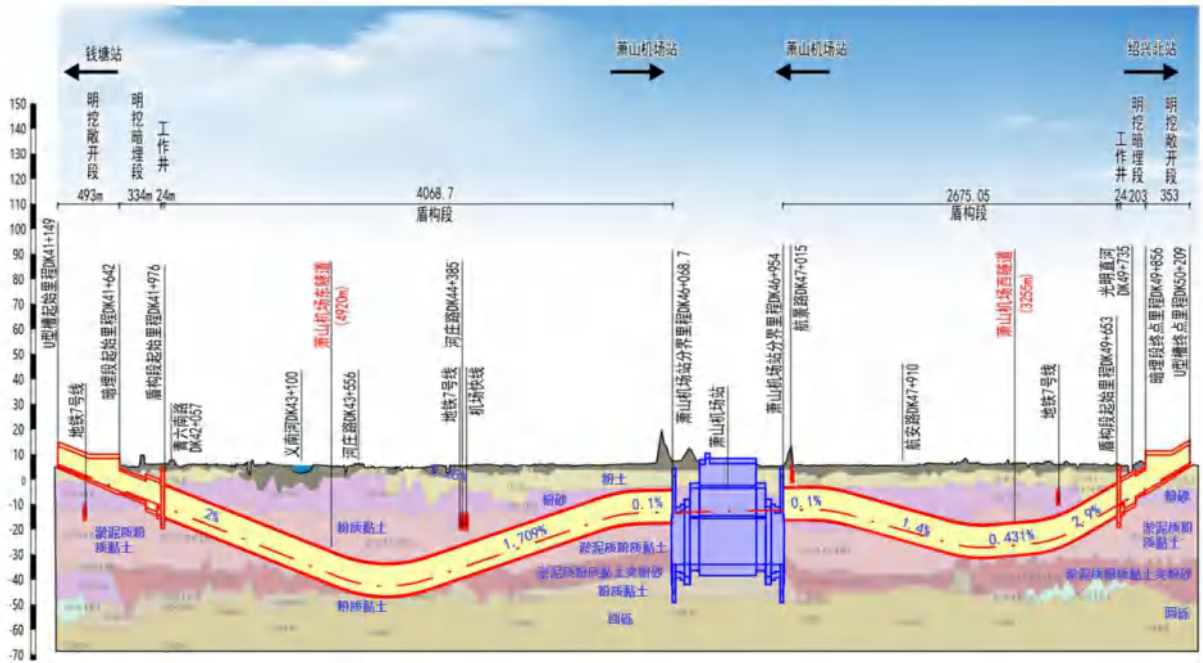 钱塘站
萧山机场站
萧山机场站
绍兴北站
明挖敞开段
明挖暗埋段
工作井
工作井
明挖暗埋段
明挖敞开段
150
140
130
120
110
100
90
80
70
60
50
40
30
20
10
0
-10
-20
-30
-40
-50
-60
-70
493m
334m
24m
4068.7
盾构段
2675.05
盾构段
24
203
353
U型槽起始里程DK41+149
暗埋段起始里程DK41+642
盾构段起始里程DK41+976
萧山机场东隧道
(4920m)
河庄路DK44+385
萧山机场站分界里程DK46+068.7
萧山机场站分界里程DK46+954
航景路DK47+015
萧山机场西隧道
(3255m)
光明直河
DK49+735
暗埋段终点里程DK49+856
U型槽终点里程DK50+209
地铁7号线
青六南路
DK42+057
义南河DK43+100
河庄路DK43+556
地铁7号线
机场快线
萧山机场站
航安路DK47+910
地铁7号线
盾构段起始里程DK49+653
粉土
粉砂
粉砂
2%
粉质黏土
1.709%
0.1%
0.1%
1.4%
0.431%
2.9%
淤泥质粉
质黏土
淤泥质粉质黏土
淤泥质粉
质黏土
淤泥质粉质黏土夹粉砂
淤泥质粉质黏土夹粉砂
粉质黏土
粉质黏土
圆砾
圆砾